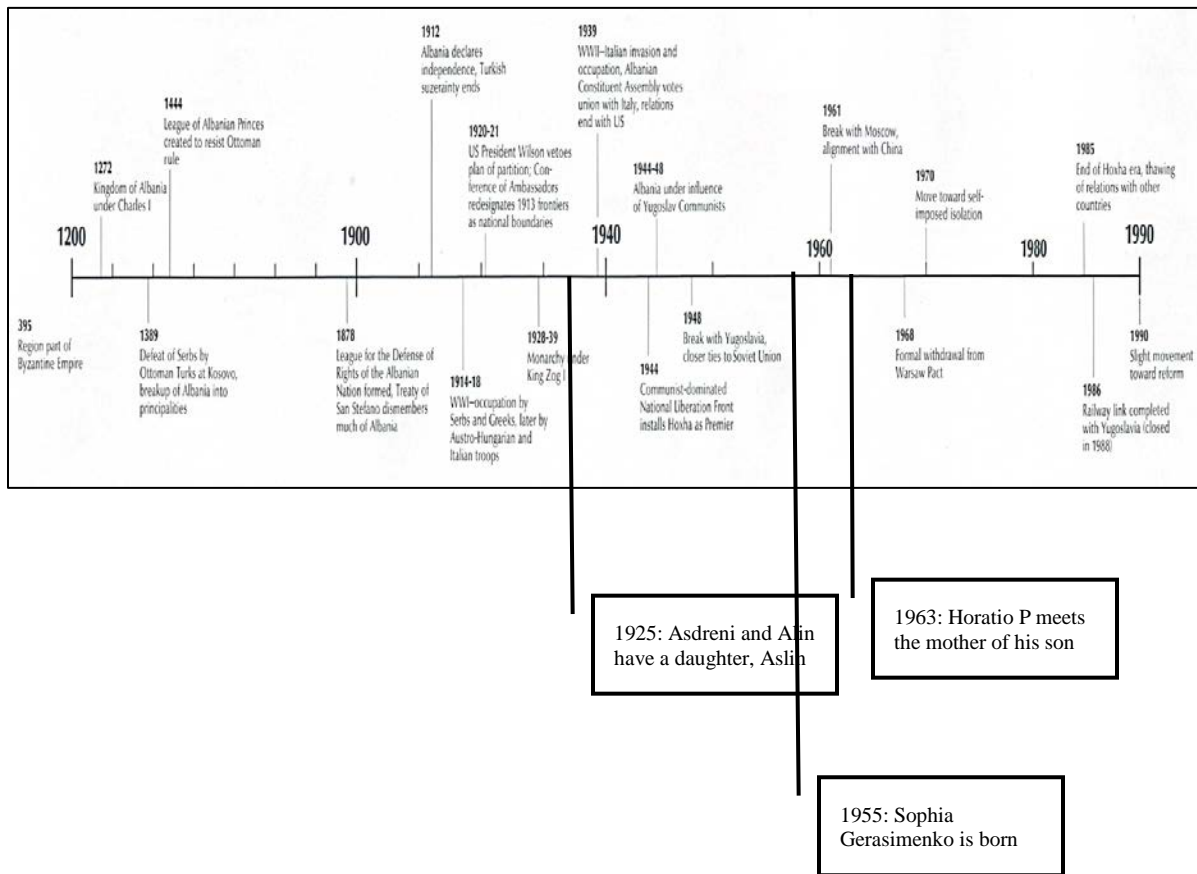 1912
Albania declares
independence, Turkish
suzerainty ends
1939
WWII–Italian invasion and
occupation, Albanian
Constituent Assembly votes
union with Italy, relations
end with US
1444
League of Albanian Princes
created to resist Ottoman
rule
1920-21
US President Wilson vetoes
plan of partition; Con-
ference of Ambassadors
redesignates 1913 frontiers
as national boundaries
1961
Break with Moscow,
alignment with China
1985
End of Hoxha era, thawing
of relations with other
countries
1272
Kingdom of Albania
under Charles I
1944-48
Albania under influence
of Yugoslav Communists
1970
Move toward self-
imposed isolation
1200
1900
1940
1960
1980
1990
395
Region part of
Byzantine Empire
1389
Defeat of Serbs by
Ottoman Turks at Kosovo,
breakup of Albania into
principalities
1878
League for the Defense of
Rights of the Albanian
Nation formed, Treaty of
San Stefano dismembers
much of Albania
1914-18
WWI–occupation by
Serbs and Greeks, later by
Austro-Hungarian and
Italian troops
1928-39
Monarchy under
King Zog I
1944
Communist-dominated
National Liberation Front
installs Hoxha as Premier
1948
Break with Yugoslavia,
closer ties to Soviet Union
1968
Formal withdrawal from
Warsaw Pact
1986
Railway link completed
with Yugoslavia (closed
in 1988)
1990
Slight movement
toward reform
1925: Asdreni and Alin
have a daughter, Aslin
1963: Horatio P meets
the mother of his son
1955: Sophia
Gerasimenko is born